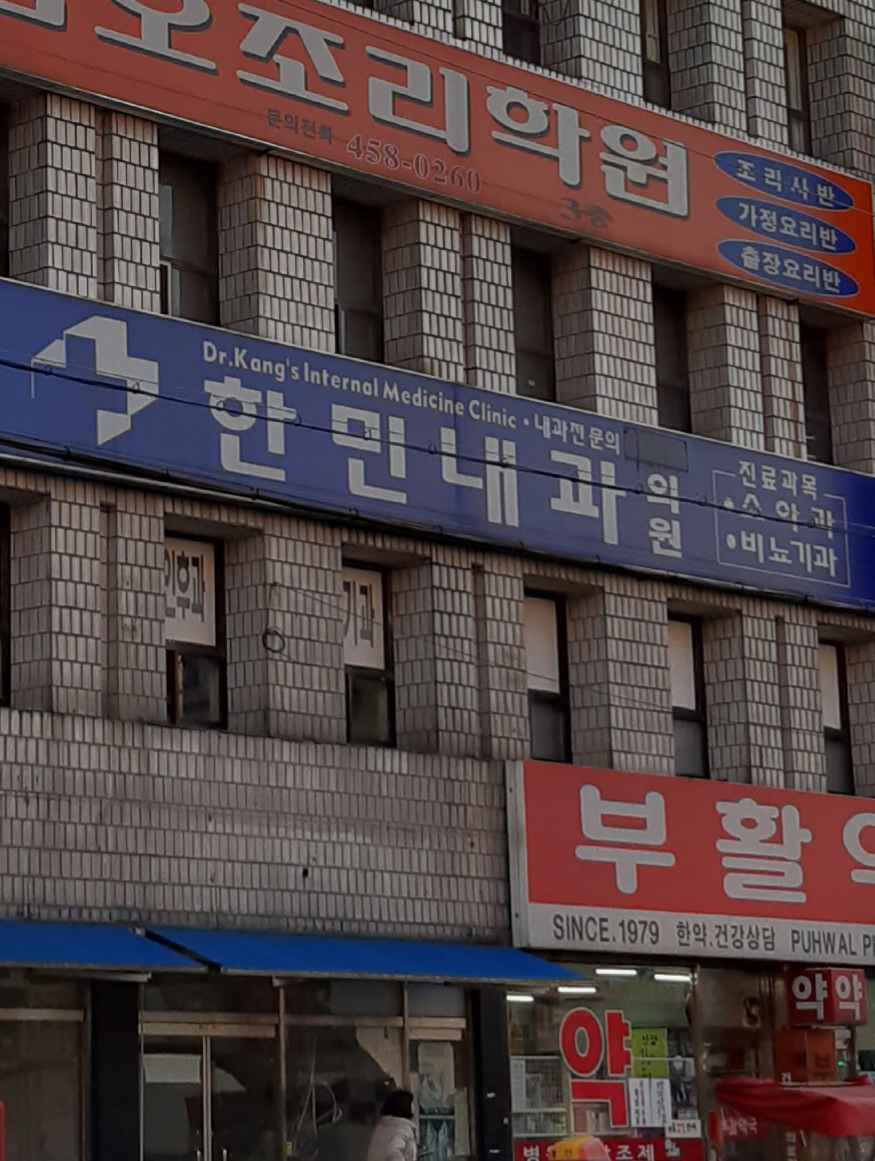 오조리학원
문의전화 458-0260
3층
조리사반
가정요리반
출장요리반
Dr.Kang's Internal Medicine Clinic • 내과전문의
한민내과의원
진료과목
• 소아과
• 비뇨기과
인후과
부활
SINCE.1979 한약.건강상담 PUHWAL
약약
약